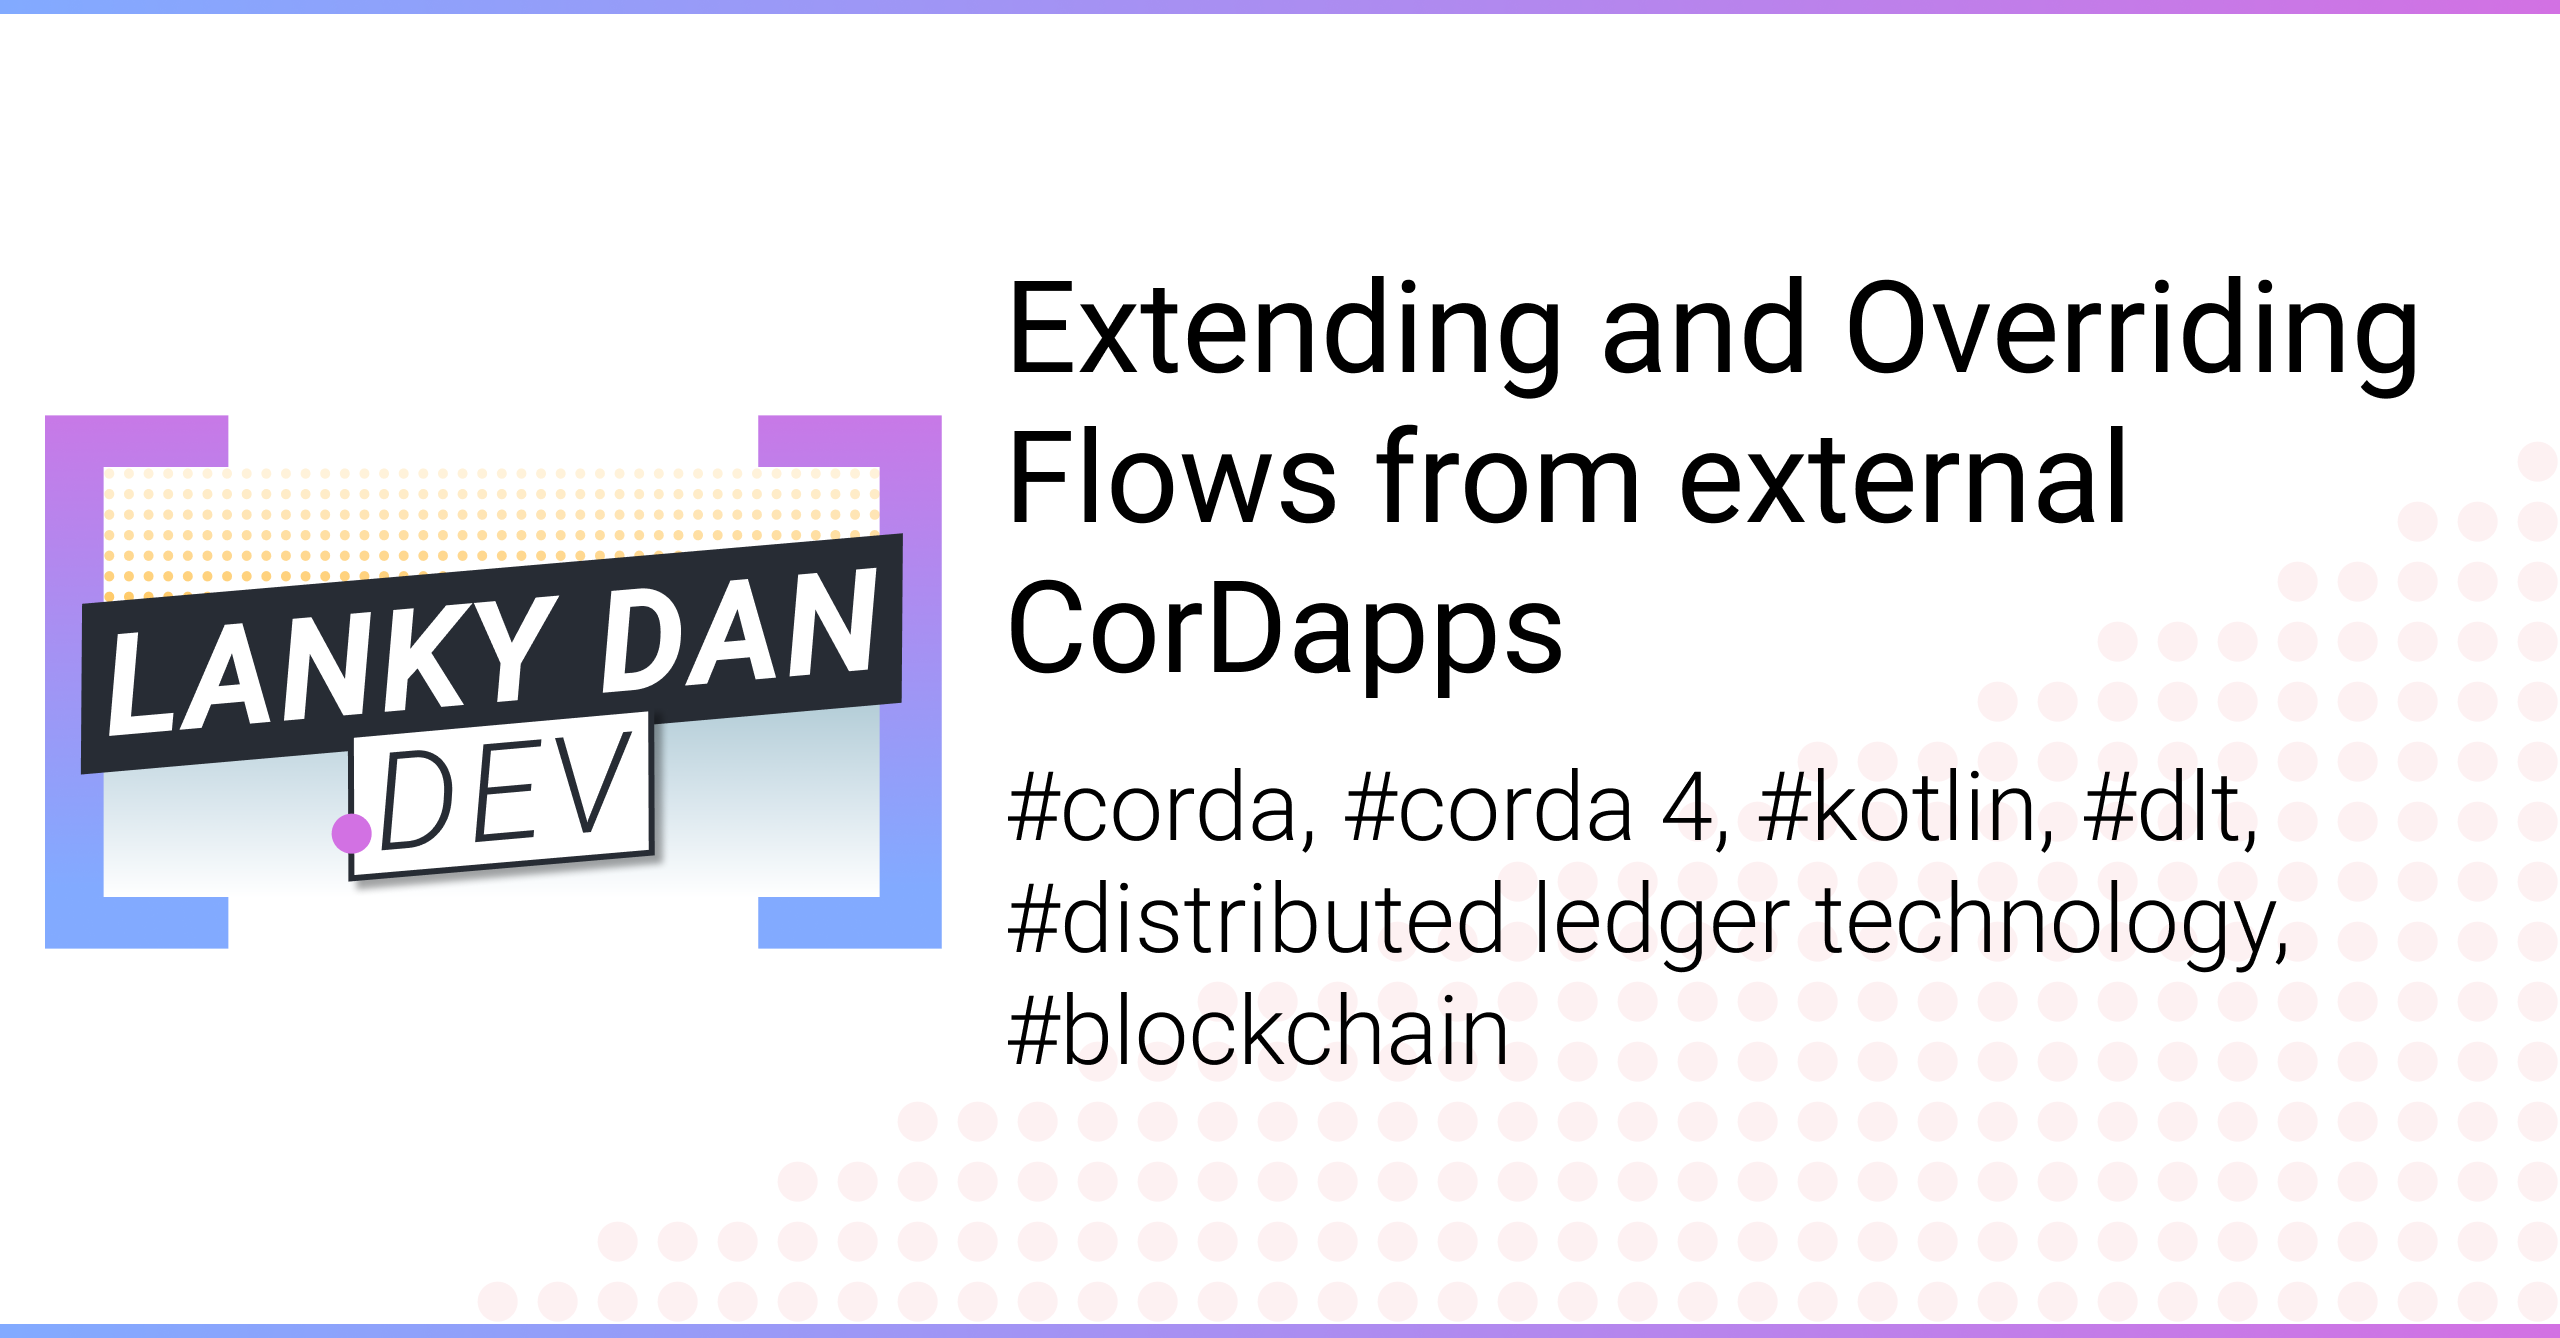 LANKY DAN
DEV
Extending and Overriding
Flows from external
CorDapps
#corda, #corda 4, #kotlin, #dlt,
#distributed ledger technology,
#blockchain